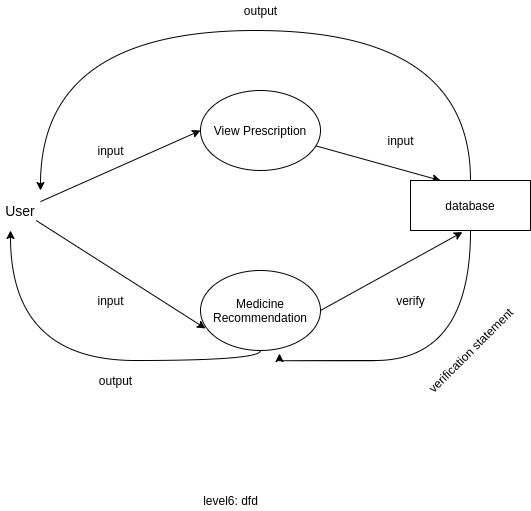 output
View Prescription
input
input
User
database
input
Medicine
Recommendation
verify
verification statement
output
level6: dfd